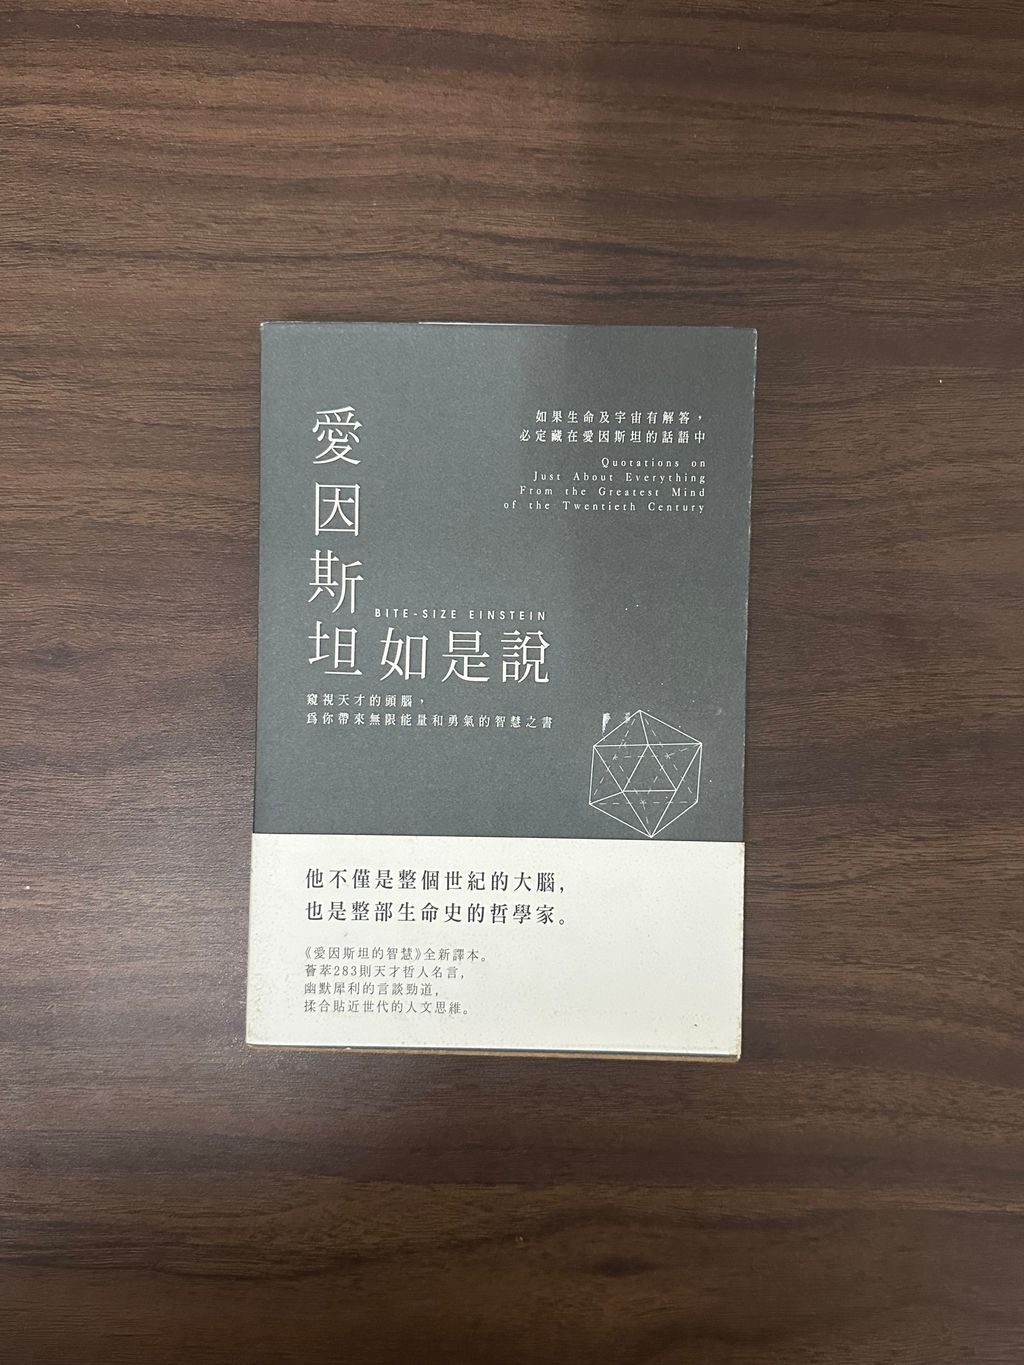 愛因斯坦如是說
BITE-SIZE EINSTEIN
窺視天才的頭腦，
爲你帶來無限能量和勇氣的智慧之書
如果生命及宇宙有解答，
必定藏在愛因斯坦的話語中
Quotations on
Just About Everything
From the Greatest Mind
of the Twentieth Century
他不僅是整個世紀的大腦，
也是整部生命史的哲學家。
《愛因斯坦的智慧》全新譯本。
薈萃283則天才哲人名言，
幽默犀利的言談勁道，
揉合貼近世代的人文思維。